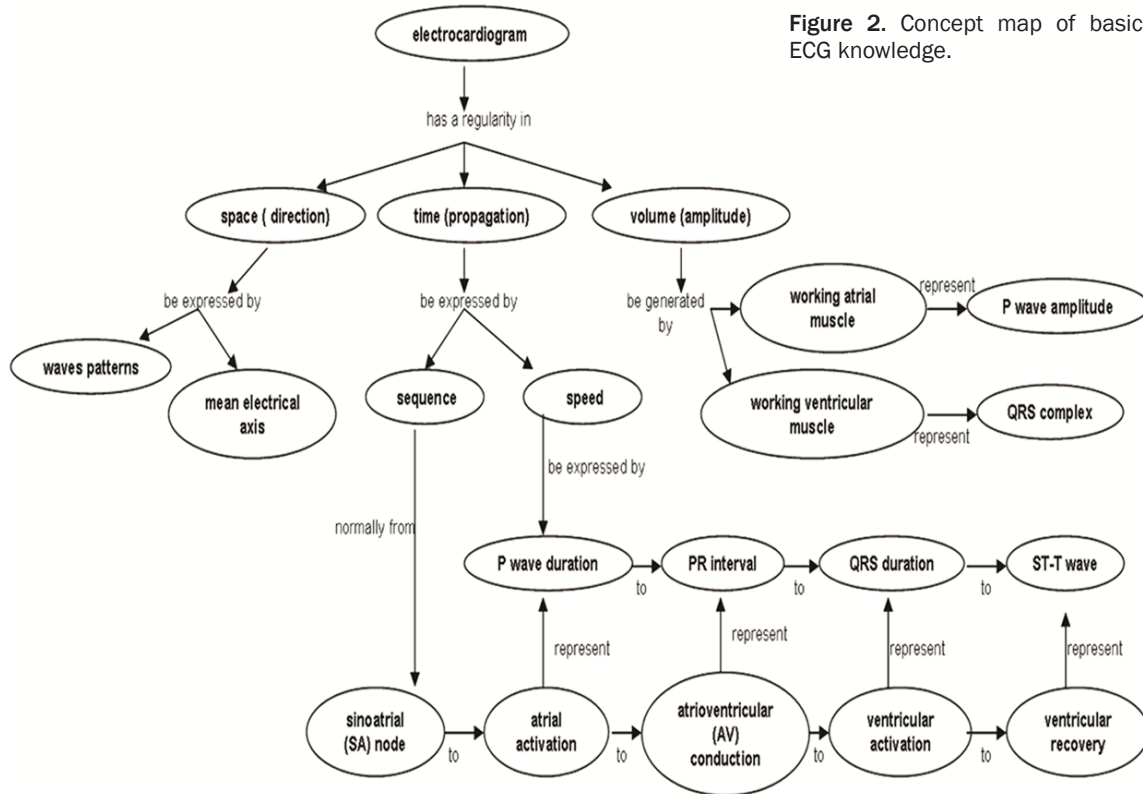 electrocardiogram
Figure 2. Concept map of basic
ECG knowledge.
has a regularity in
space ( direction)
time (propagation)
volume (amplitude)
be expressed by
be expressed by
be generated
by
working atrial
muscle
represent
P wave amplitude
waves patterns
mean electrical
axis
sequence
speed
working ventricular
muscle
represent
QRS complex
be expressed by
normally from
P wave duration
to
PR interval
to
QRS duration
to
ST-T wave
represent
represent
represent
represent
sinoatrial
(SA) node
to
atrial
activation
to
atrioventricular
(AV)
conduction
to
ventricular
activation
to
ventricular
recovery